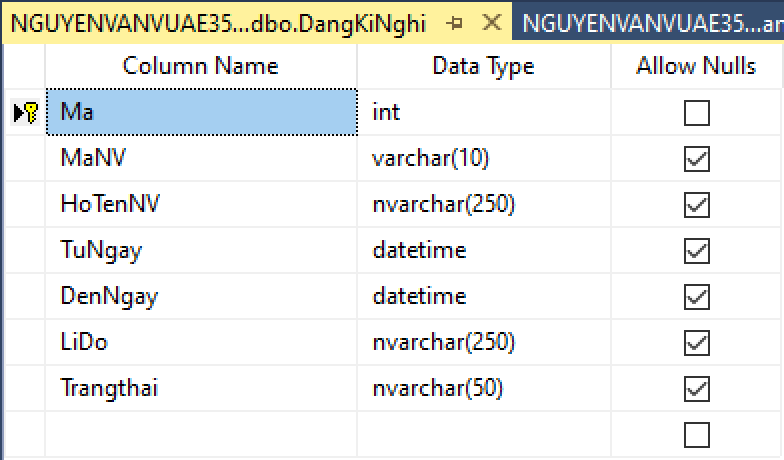 NGUYENVANVUAE35...dbo.DangKiNghi NGUYENVANVUAE35...an
Column Name Data Type Allow Nulls
Ma int
MaNV varchar(10)
HoTenNV nvarchar(250)
TuNgay datetime
DenNgay datetime
LiDo nvarchar(250)
Trangthai nvarchar(50)